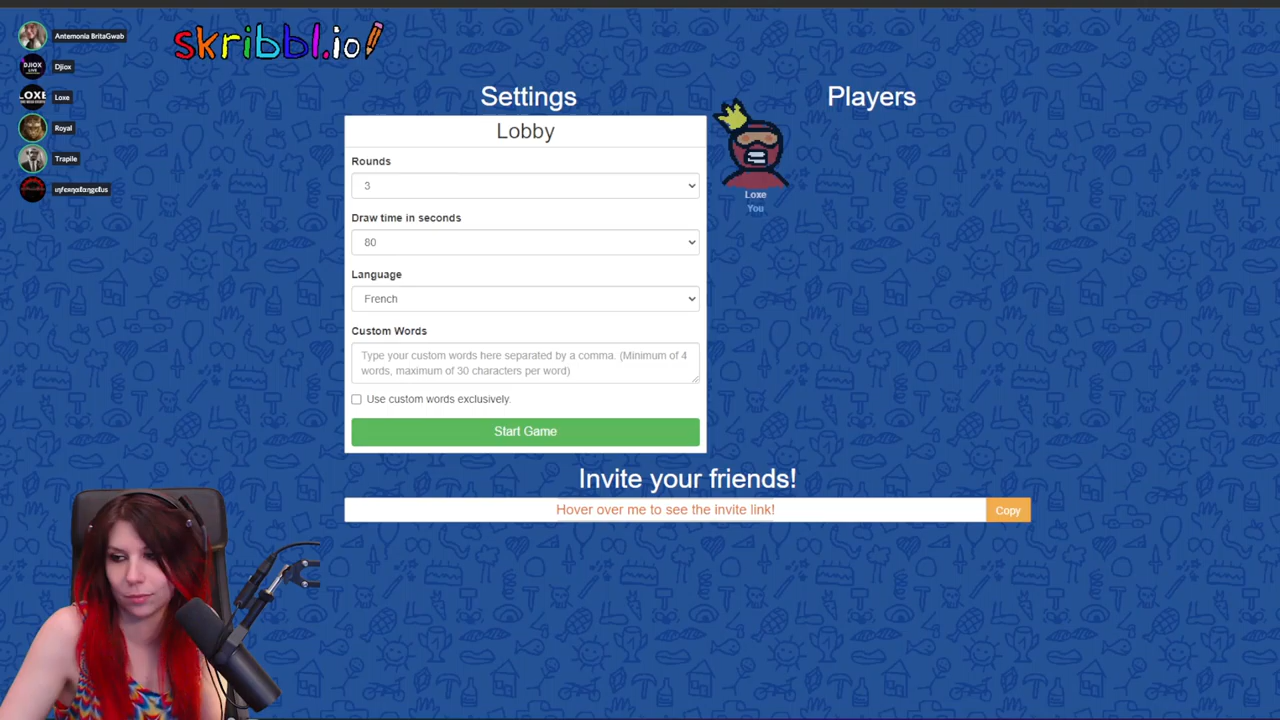 Antemonia BritaGwab
Djiox
Loxe
Royal
Trapile
DJIOX
LIVE
LOXE
skribbl.io
Settings
Lobby
Rounds
3
Draw time in seconds
80
Language
French
Custom Words
Type your custom words here separated by a comma. (Minimum of 4
words, maximum of 30 characters per word)
Use custom words exclusively.
Start Game
Players
Loxe
You
Invite your friends!
Hover over me to see the invite link!
Copy